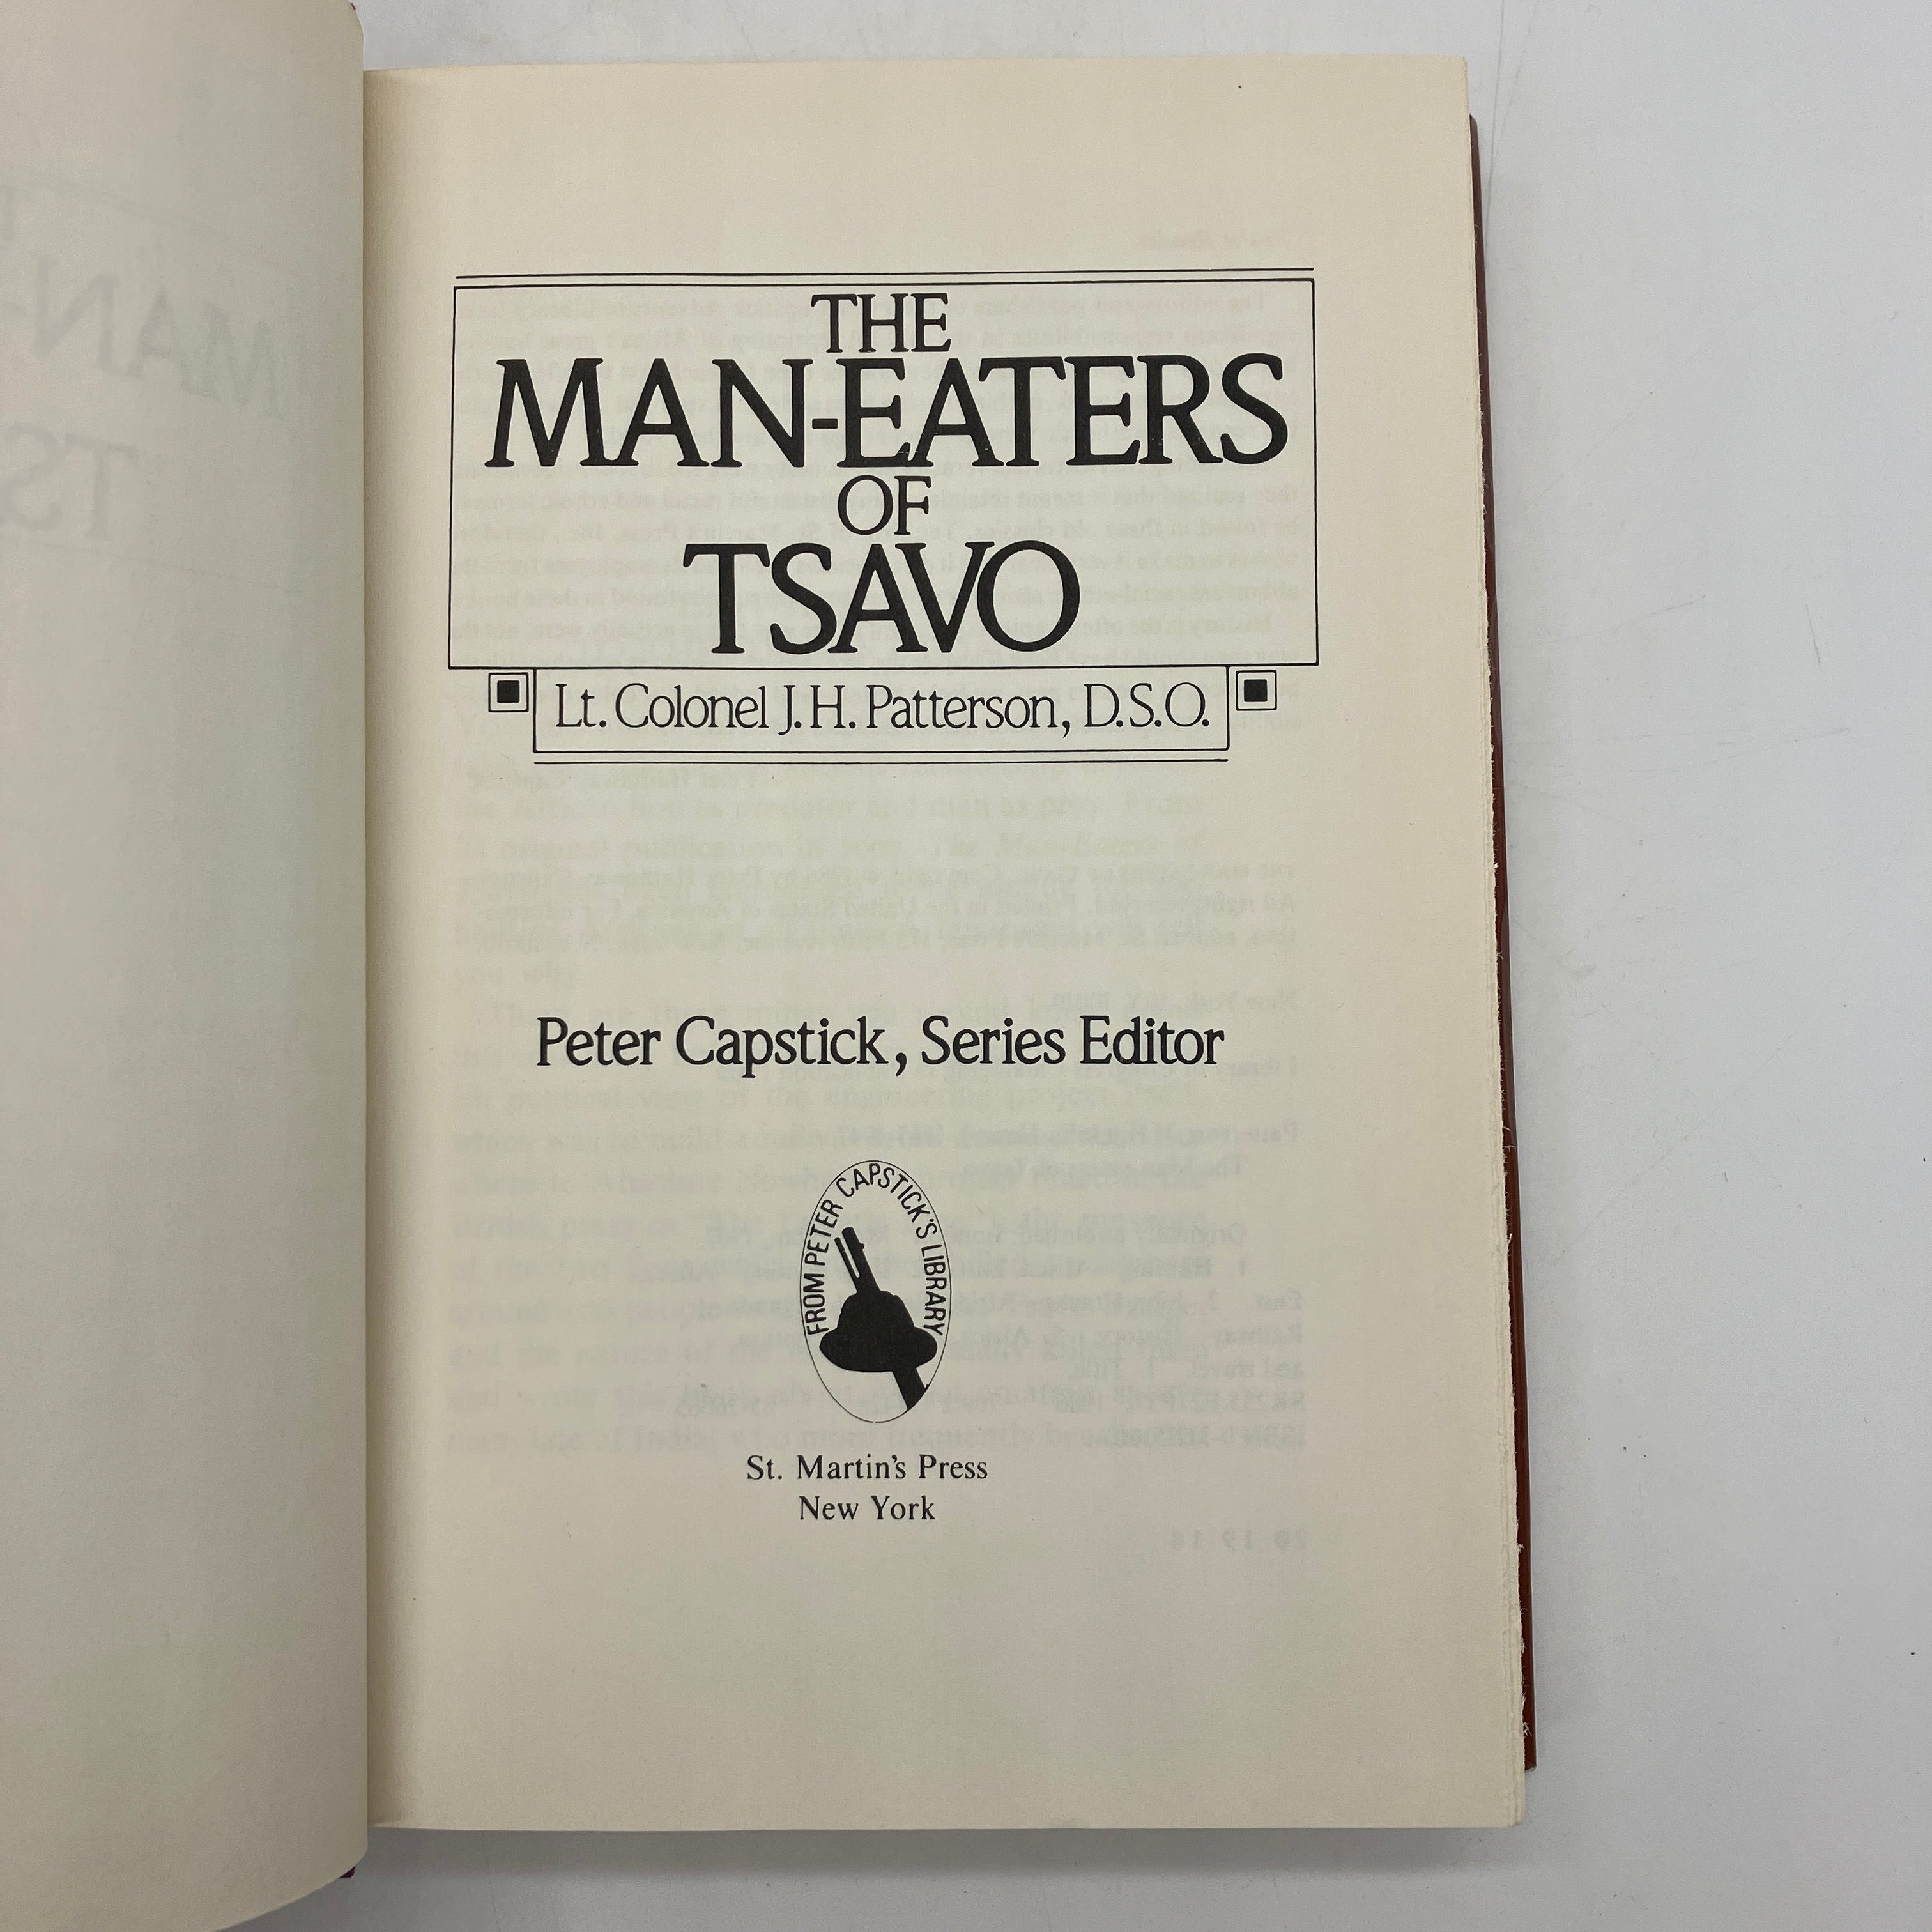 THE
MAN-EATERS
OF
TSAVO
Lt. Colonel J. H. Patterson, D.S.O.
Peter Capstick, Series Editor
FROM PETER CAPSTICK'S LIBRARY
St. Martin's Press
New York